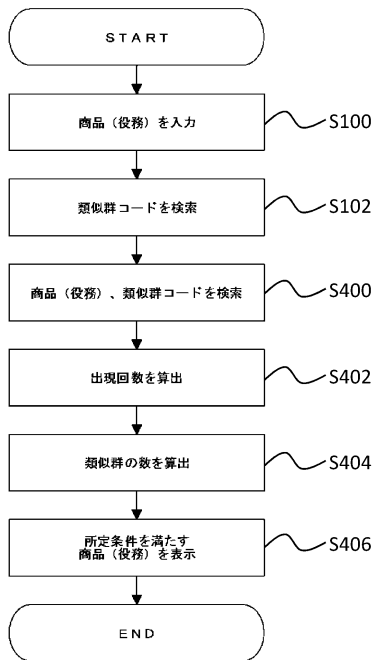 START
商品（役務）を入力
S100
類似群コードを検索
S102
商品（役務）、類似群コードを検索
S400
出現回数を算出
S402
類似群の数を算出
S404
所定条件を満たす
商品（役務）を表示
S406
END